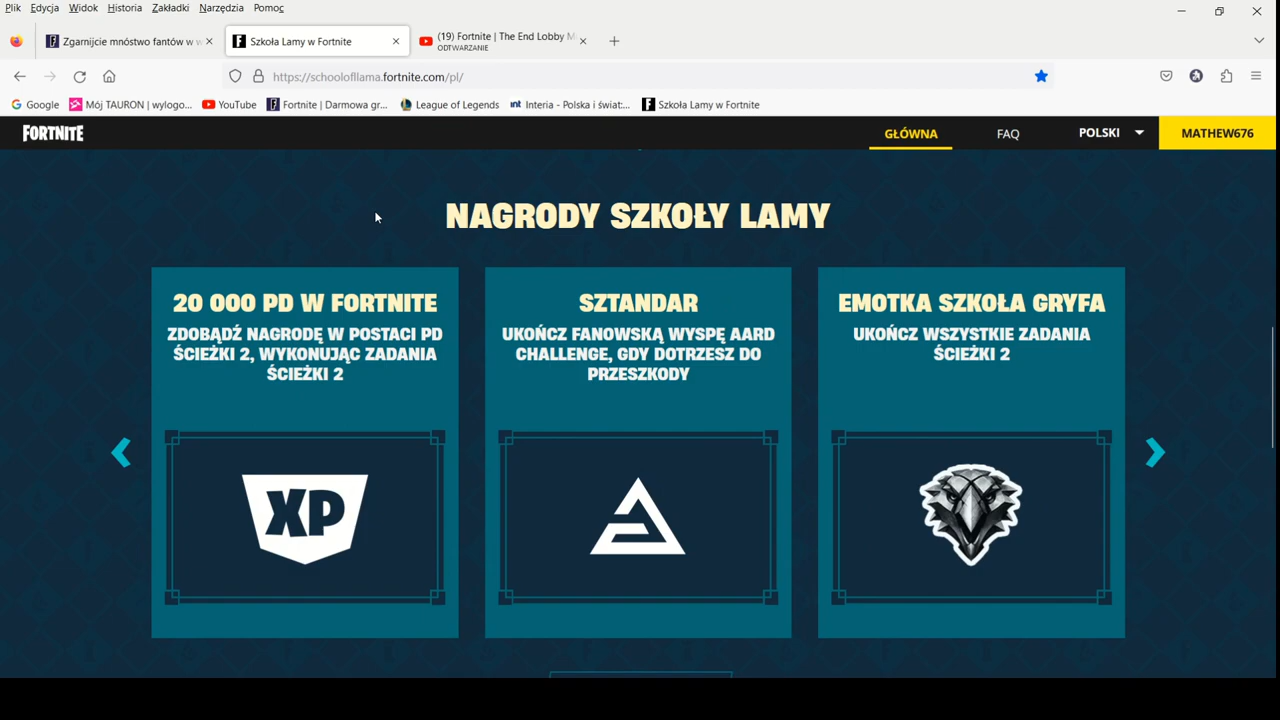 Plik Edycja Widok Historia Zakładki Narzędzia Pomoc
Zgarnijcie mnóstwo fantów w w
Szkoła Lamy w Fortnite
(19) Fortnite | The End Lobby M
ODTWARZANIE
https://schoolofllama.fortnite.com/pl/
Google Mój TAURON | wylogo... YouTube Fortnite | Darmowa gr... League of Legends int Interia - Polska i świat:... Szkoła Lamy w Fortnite
FORTNITE GŁÓWNA FAQ POLSKI MATHEW676
NAGRODY SZKOŁY LAMY
20 000 PD W FORTNITE
ZDOBĄDŹ NAGRODĘ W POSTACI PD
ŚCIEŻKI 2, WYKONUJĄC ZADANIA
ŚCIEŻKI 2
XP
SZTANDAR
UKOŃCZ FANOWSKĄ WYSPĘ AARD
CHALLENGE, GDY DOTRZESZ DO
PRZESZKODY
EMOTKA SZKOŁA GRYFA
UKOŃCZ WSZYSTKIE ZADANIA
ŚCIEŻKI 2